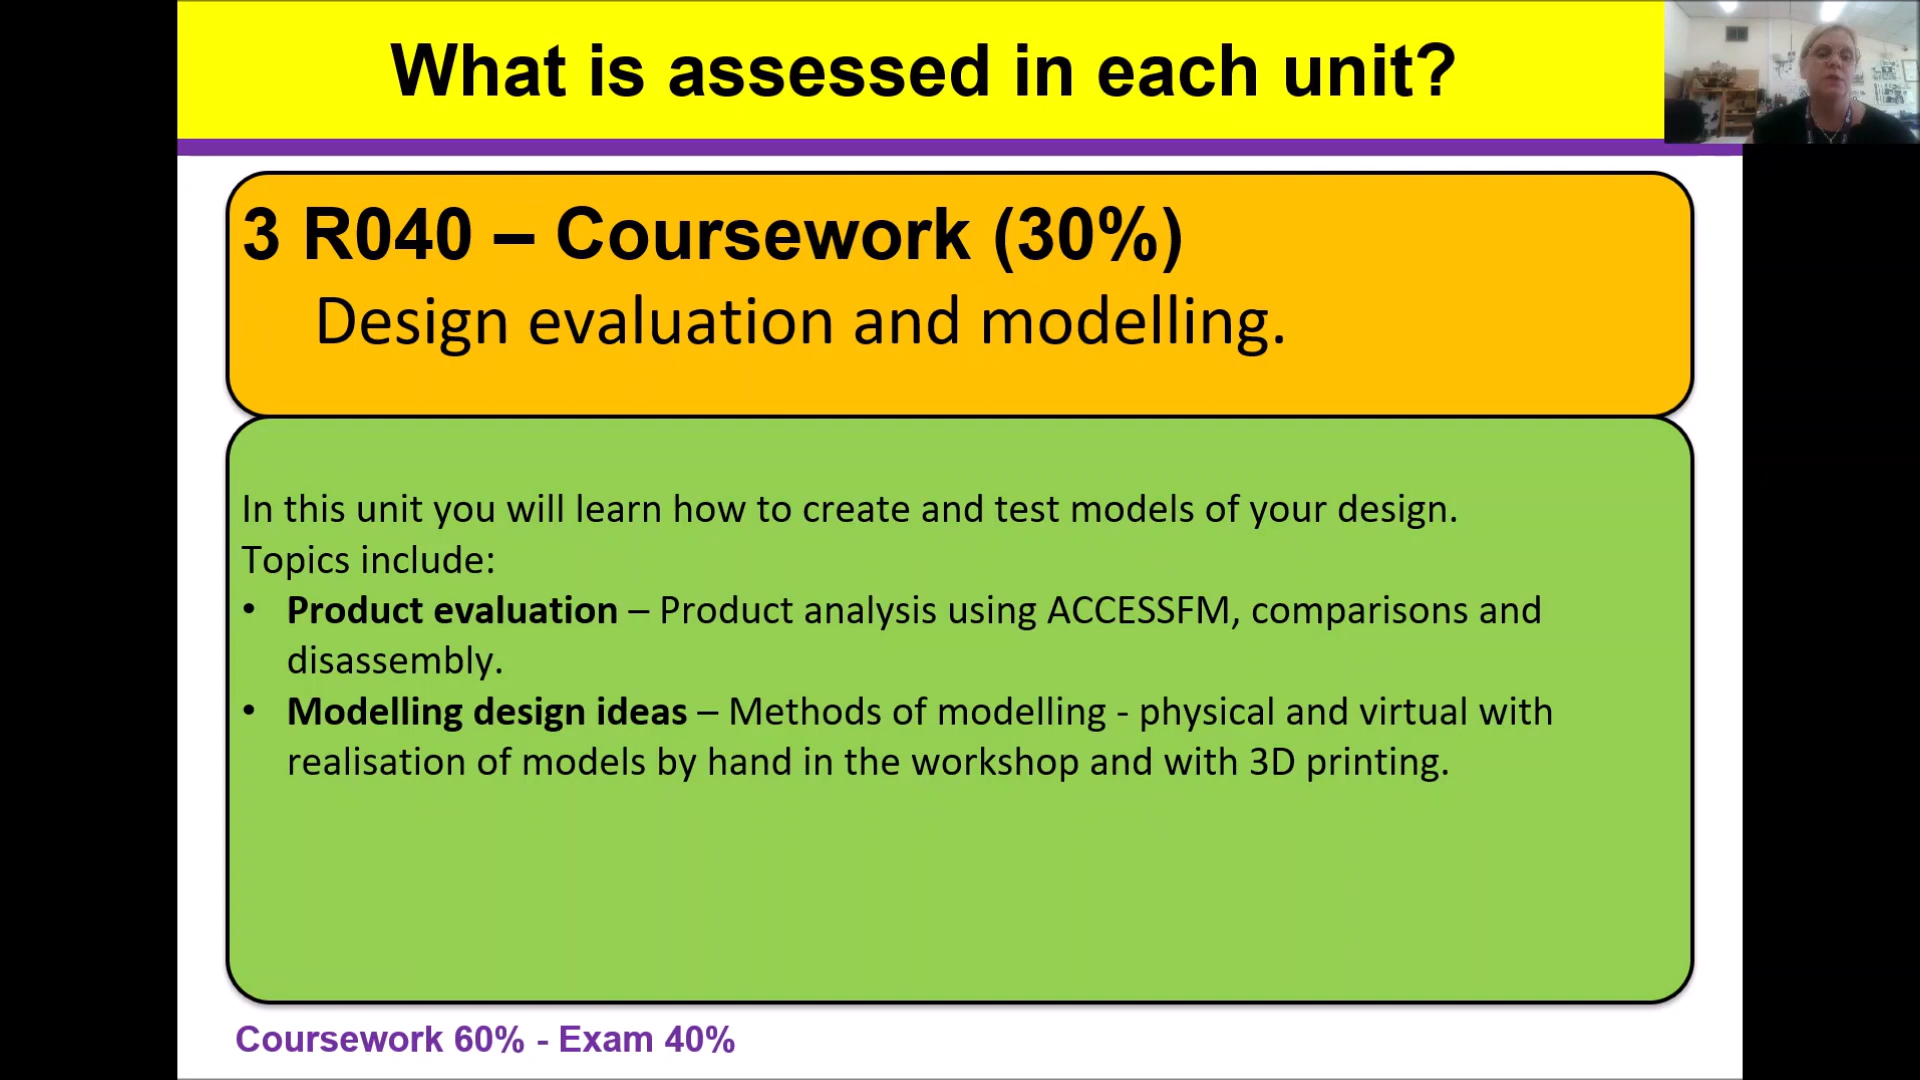 What is assessed in each unit?
3 R040 – Coursework (30%)
Design evaluation and modelling.
In this unit you will learn how to create and test models of your design.
Topics include:
• Product evaluation – Product analysis using ACCESSFM, comparisons and
disassembly.
• Modelling design ideas – Methods of modelling - physical and virtual with
realisation of models by hand in the workshop and with 3D printing.
Coursework 60% - Exam 40%